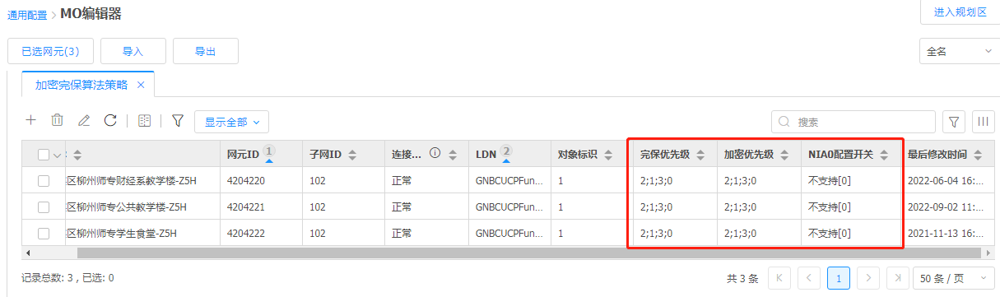 通用配置 > MO编辑器
进入规划区
已选网元(3) 导入 导出 全名
加密完保算法策略 ×
显示全部 搜索
网元ID 1 子网ID 连接... LDN 2 对象标识 完保优先级 加密优先级 NIA0配置开关 最后修改时间
区柳州师专财经系教学楼-Z5H 4204220 102 正常 GNBCUCPFun... 1 2;1;3;0 2;1;3;0 不支持[0] 2022-06-04 16:...
区柳州师专公共教学楼-Z5H 4204221 102 正常 GNBCUCPFun... 1 2;1;3;0 2;1;3;0 不支持[0] 2022-09-02 11:...
区柳州师专学生食堂-Z5H 4204222 102 正常 GNBCUCPFun... 1 2;1;3;0 2;1;3;0 不支持[0] 2021-11-13 16:...
记录总数: 3 , 已选: 0 共 3 条 1 50 条 / 页